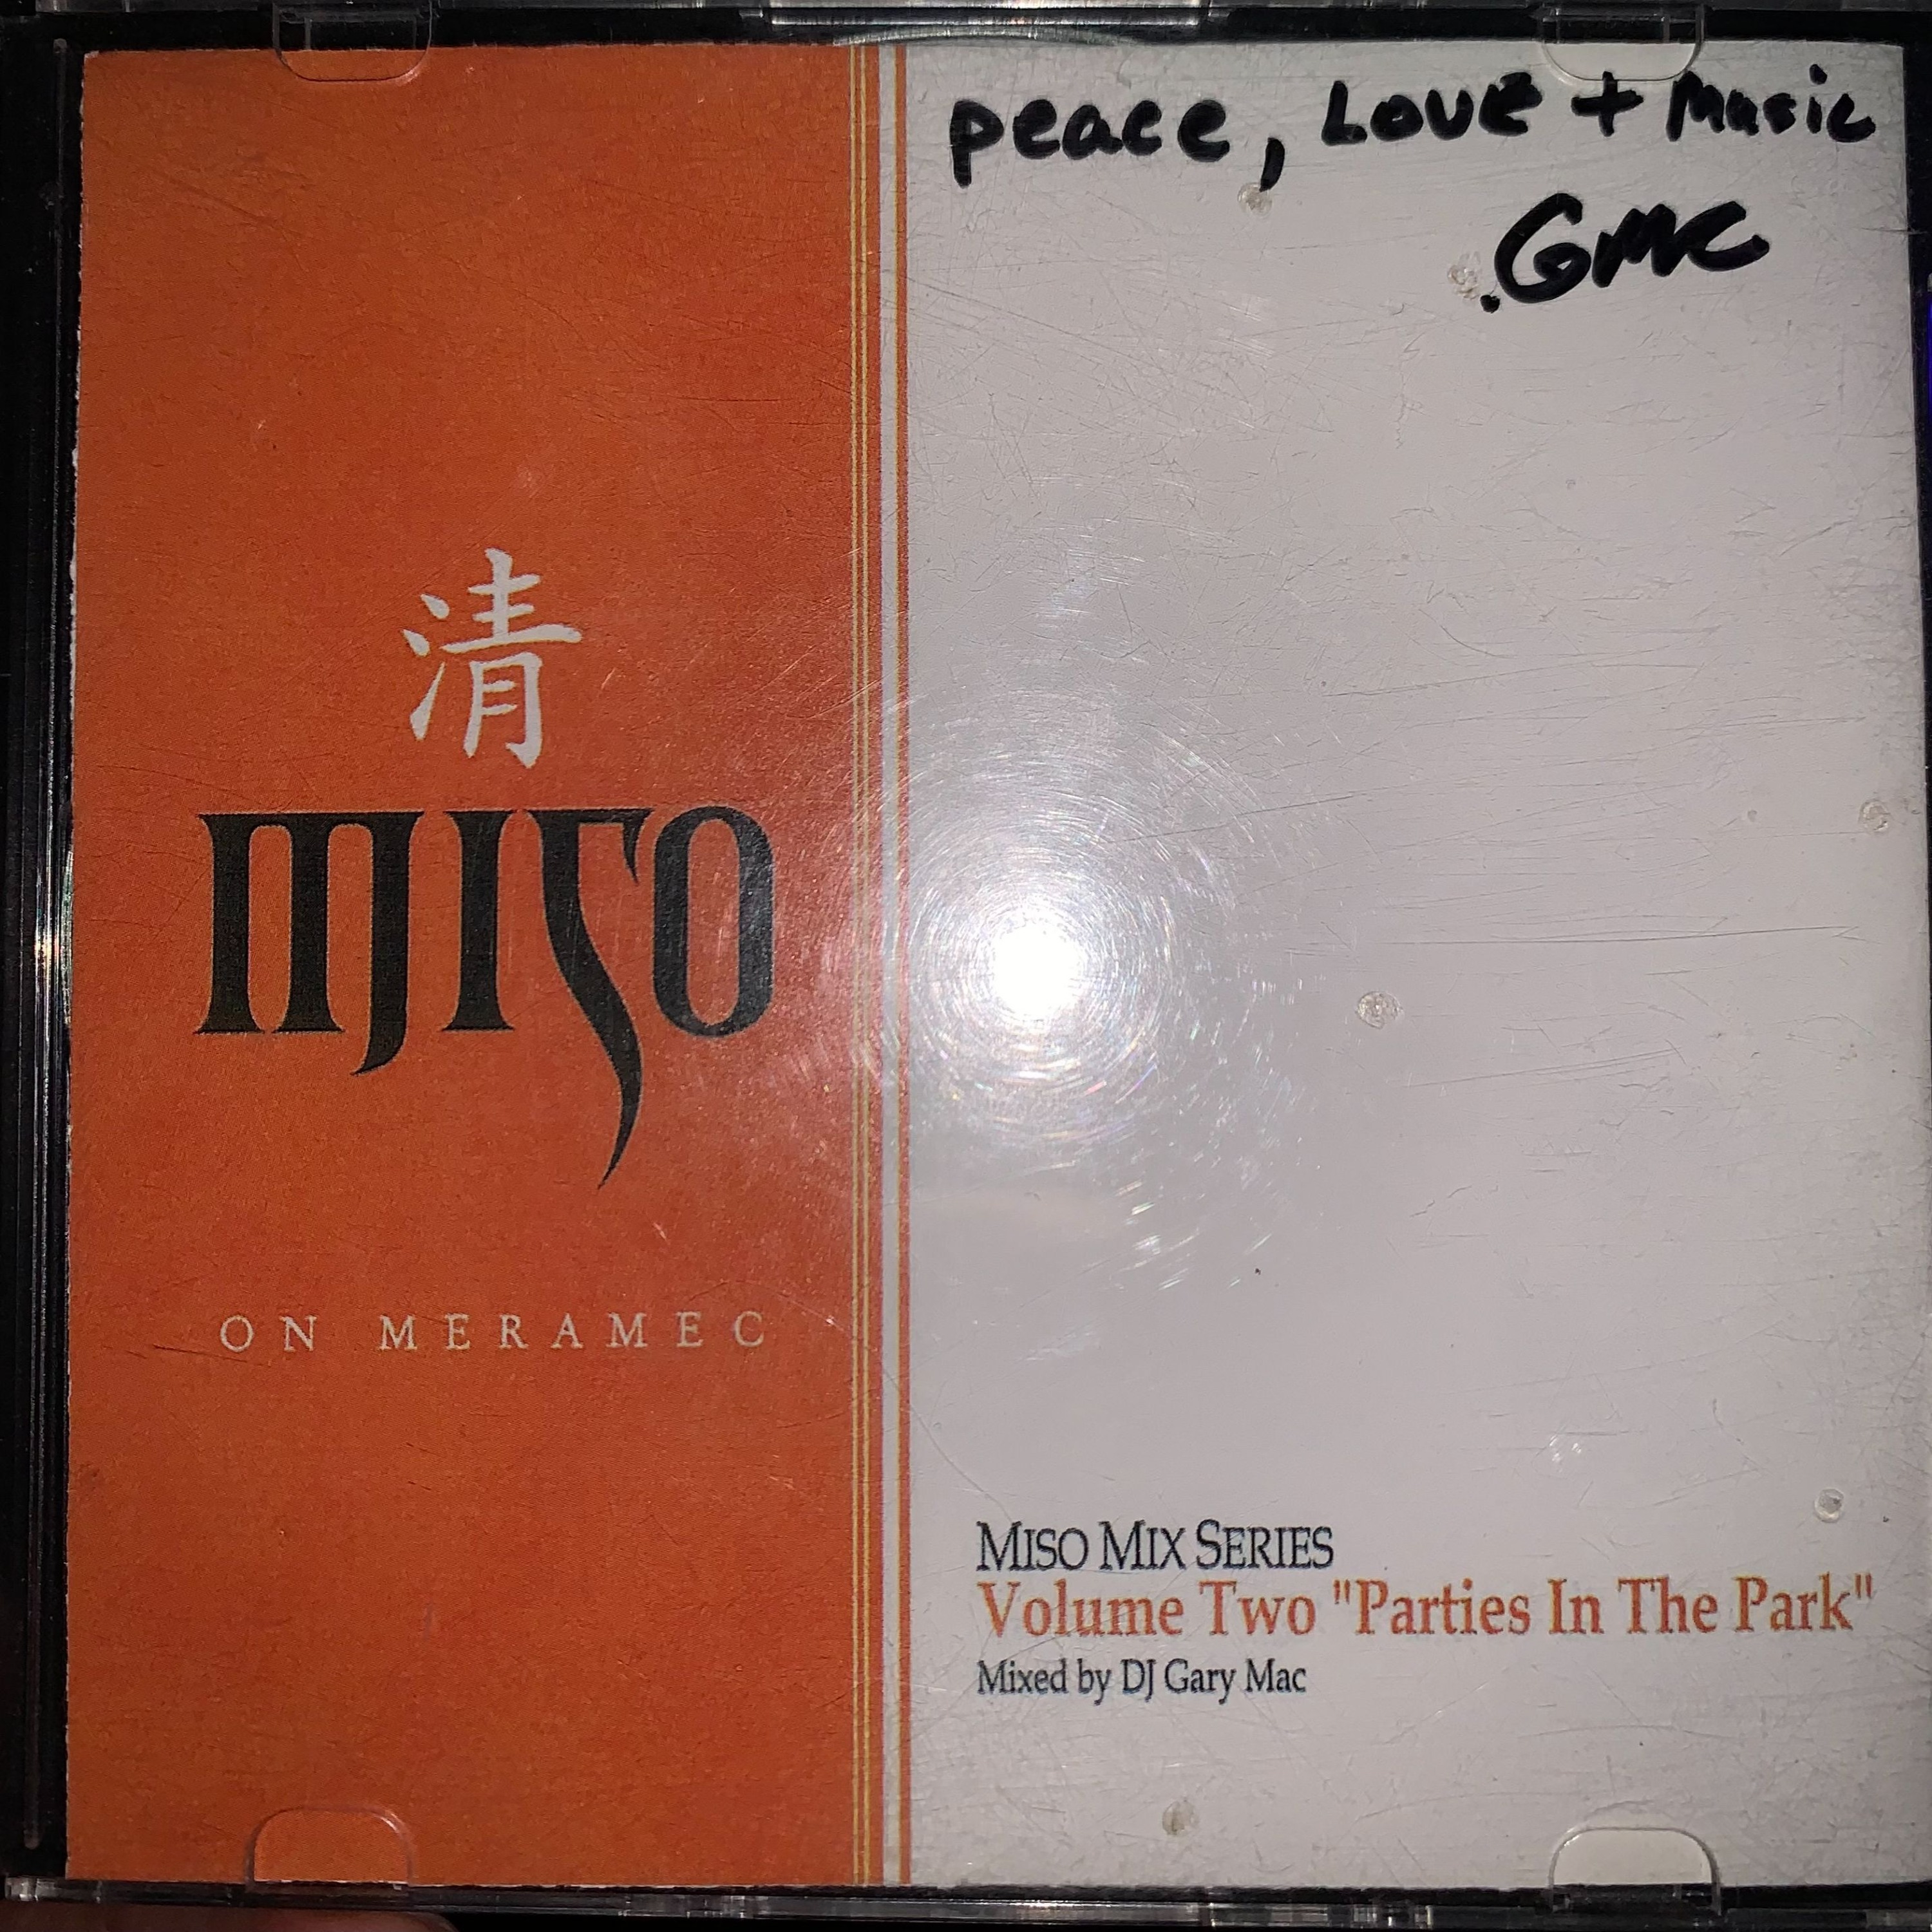 peace, Love + Music
.GMC
清
MISO
ON MERAMEC
MISO MIX SERIES
Volume Two "Parties In The Park"
Mixed by DJ Gary Mac